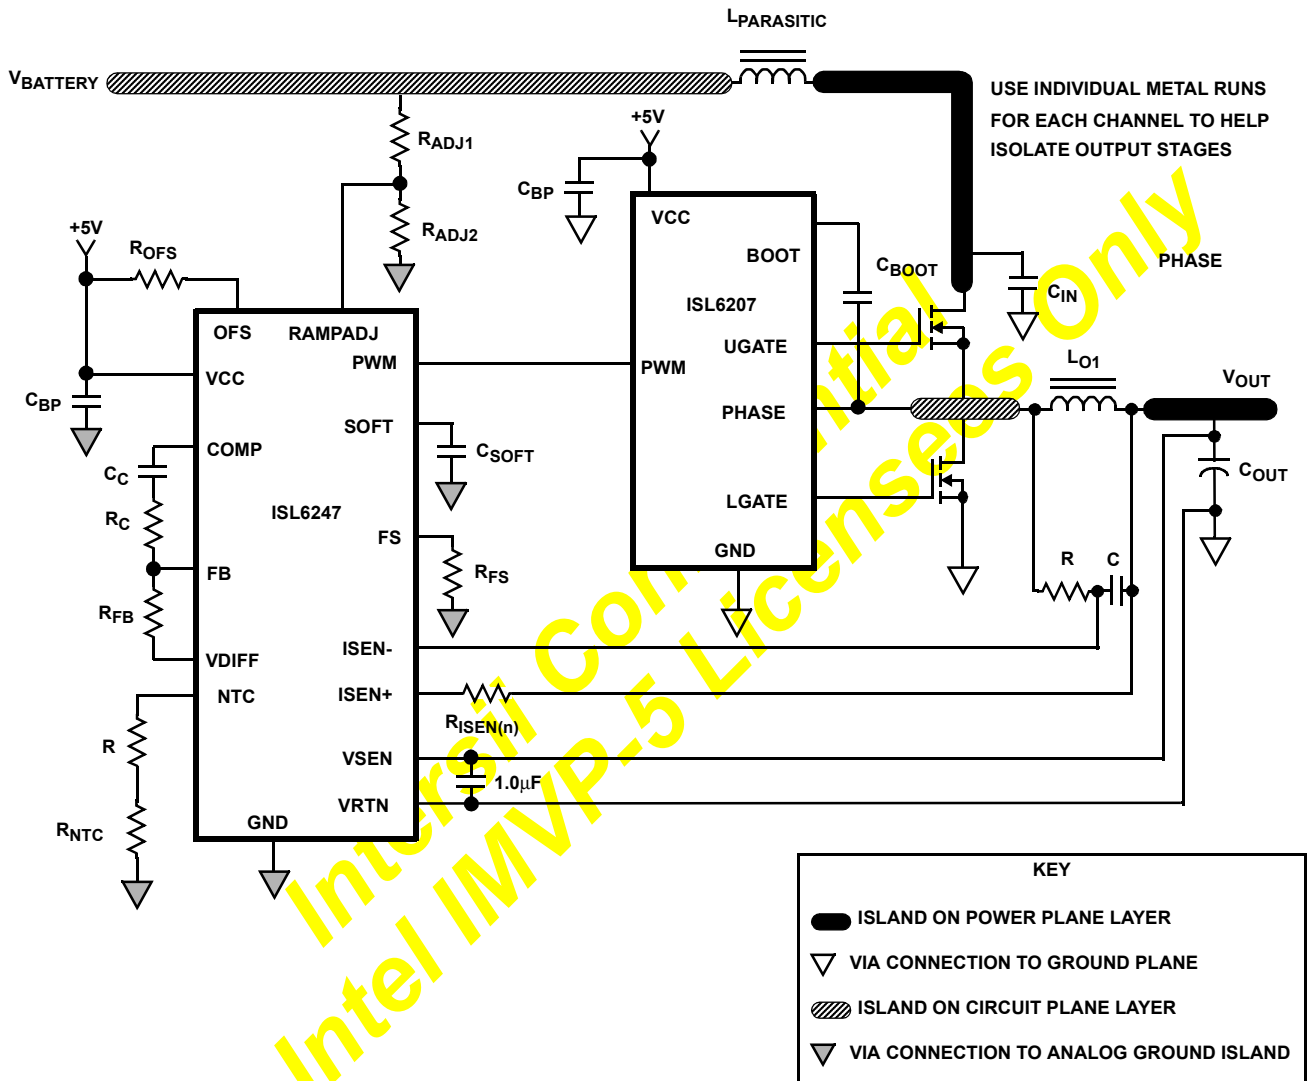 LPARASITIC
VBATTERY
USE INDIVIDUAL METAL RUNS
FOR EACH CHANNEL TO HELP
ISOLATE OUTPUT STAGES
RADJ1
+5V
CBP
RADJ2
+5V
ROFS
VCC
BOOT
CBOOT
PHASE
CIN
ISL6207
OFS
RAMPADJ
PWM
UGATE
PWM
LO1
VOUT
VCC
CBP
PHASE
SOFT
CSOFT
COMP
CC
COUT
LGATE
RC
ISL6247
FS
GND
R
C
FB
RFS
RFB
ISEN-
VDIFF
NTC
ISEN+
RISEN(n)
R
VSEN
1.0µF
VRTN
RNTC
GND
KEY
ISLAND ON POWER PLANE LAYER
VIA CONNECTION TO GROUND PLANE
ISLAND ON CIRCUIT PLANE LAYER
VIA CONNECTION TO ANALOG GROUND ISLAND
Intersil Confidential
Intel IMVP-5 Licensees Only